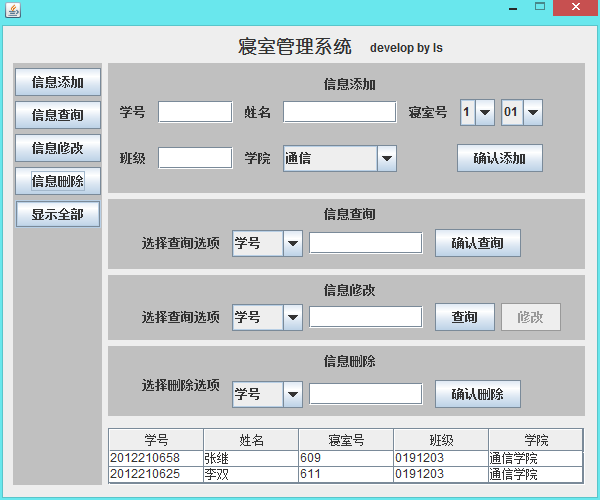 寝室管理系统 develop by ls
信息添加
信息查询
信息修改
信息删除
显示全部
信息添加
学号 姓名 寝室号 1 01
班级 学院 通信 确认添加
信息查询
选择查询选项 学号 确认查询
信息修改
选择查询选项 学号 查询 修改
信息删除
选择删除选项 学号 确认删除
学号 姓名 寝室号 班级 学院
2012210658 张继 609 0191203 通信学院
2012210625 李双 611 0191203 通信学院